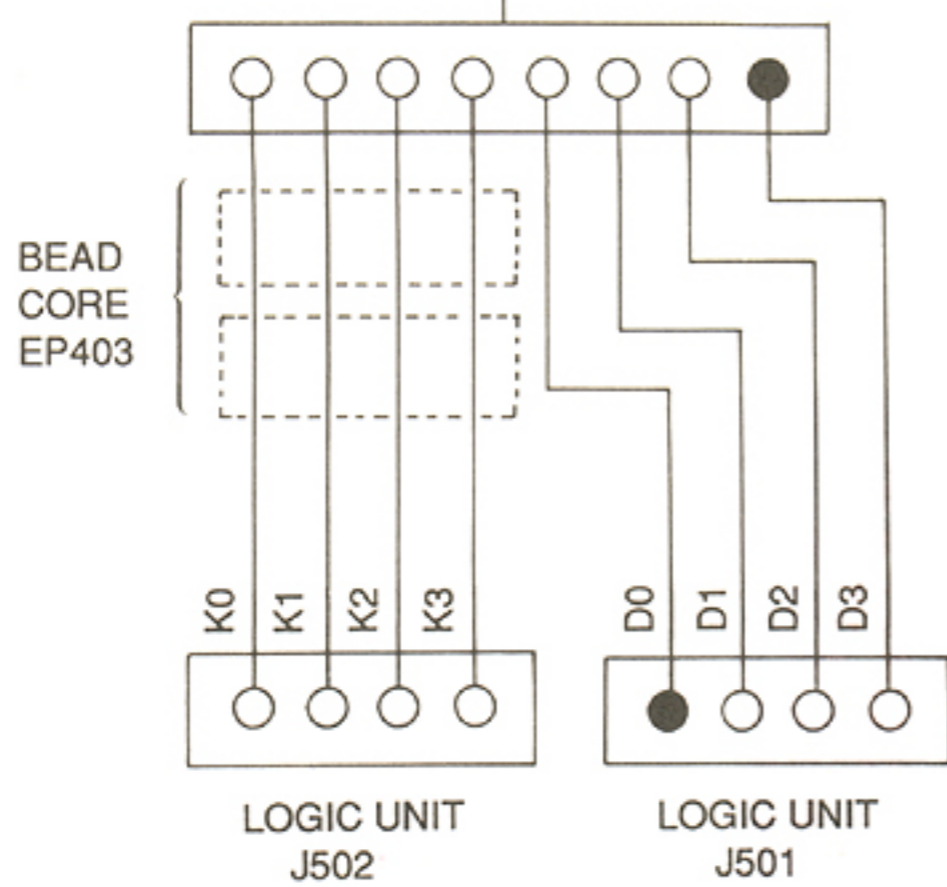 BEAD
CORE
EP403
K0
K1
K2
K3
D0
D1
D2
D3
LOGIC UNIT
J502
LOGIC UNIT
J501